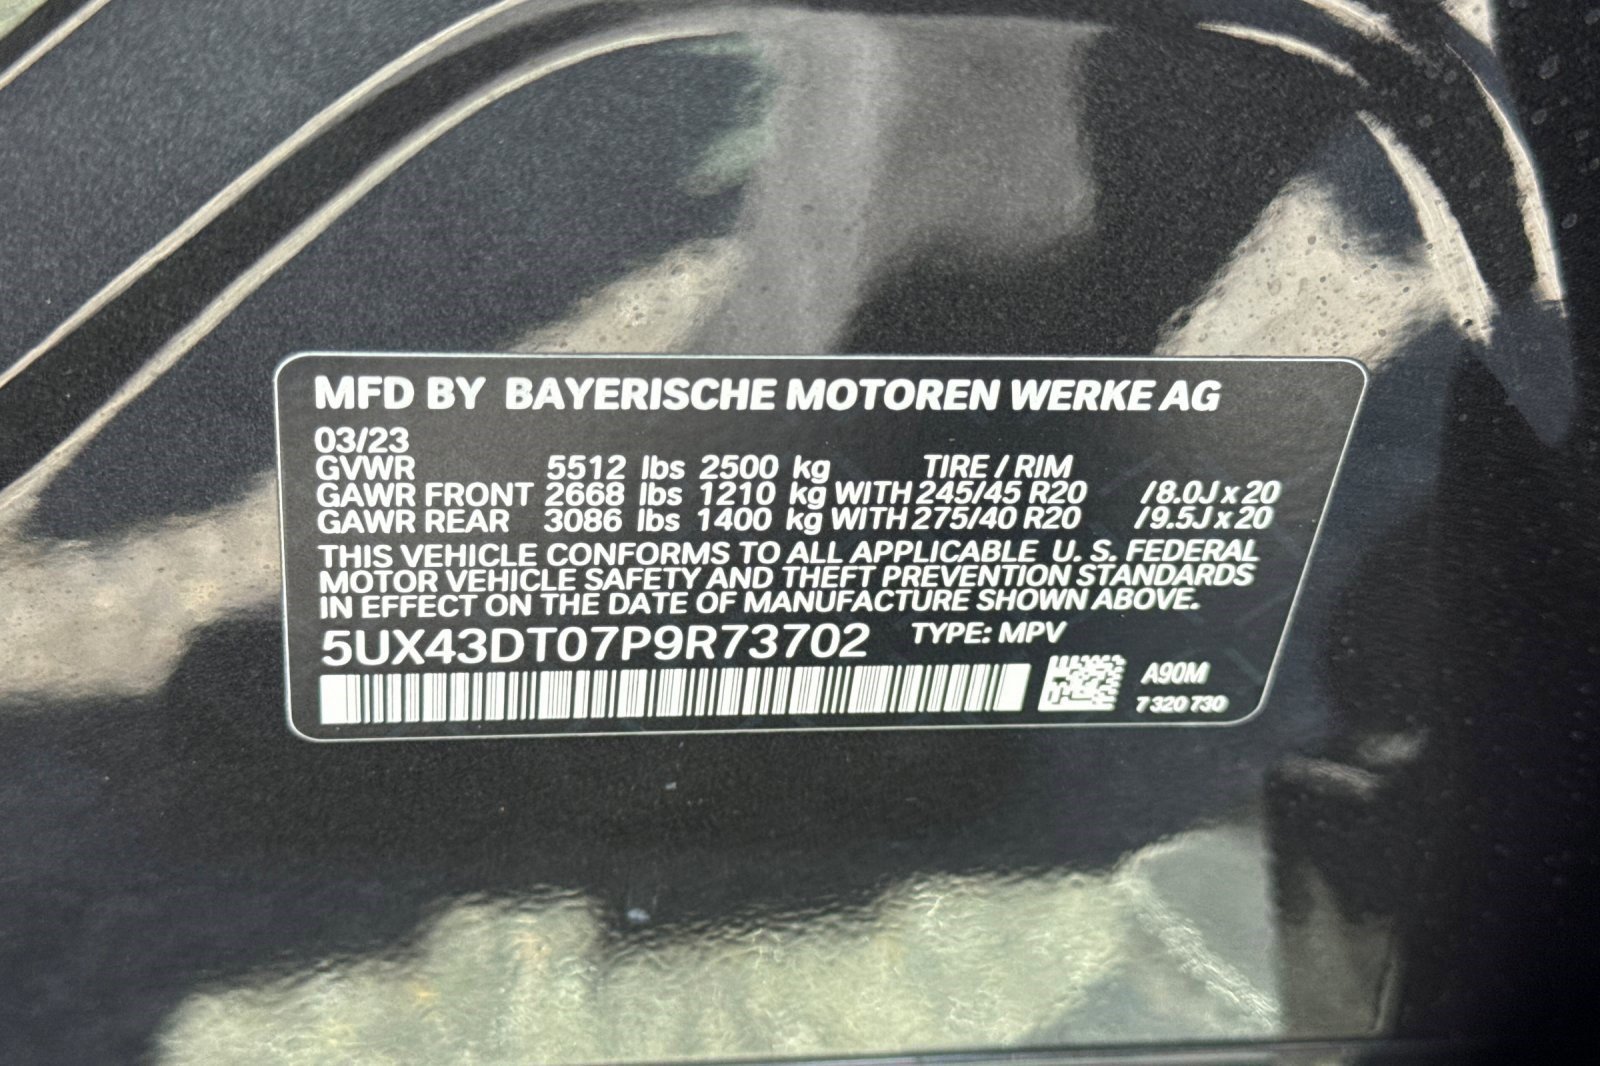 MFD BY BAYERISCHE MOTOREN WERKE AG
03/23
GVWR 5512 lbs 2500 kg TIRE / RIM
GAWR FRONT 2668 lbs 1210 kg WITH 245/45 R20 /8.0J x 20
GAWR REAR 3086 lbs 1400 kg WITH 275/40 R20 /9.5J x 20
THIS VEHICLE CONFORMS TO ALL APPLICABLE U. S. FEDERAL
MOTOR VEHICLE SAFETY AND THEFT PREVENTION STANDARDS
IN EFFECT ON THE DATE OF MANUFACTURE SHOWN ABOVE.
5UX43DT07P9R73702 TYPE: MPV
A90M
7 320 730